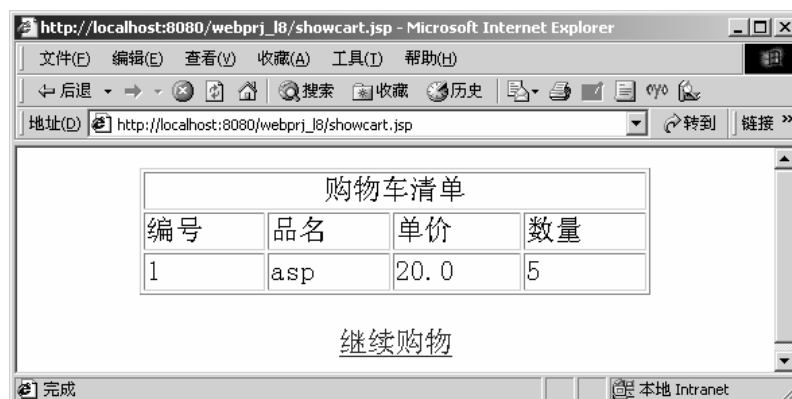 http://localhost:8080/webprj_l8/showcart.jsp - Microsoft Internet Explorer
文件(F) 编辑(E) 查看(V) 收藏(A) 工具(T) 帮助(H)
后退 搜索 收藏 历史
地址(D) http://localhost:8080/webprj_l8/showcart.jsp 转到 链接 »
购物车清单
编号 品名 单价 数量
1 asp 20.0 5
继续购物
完成 本地 Intranet